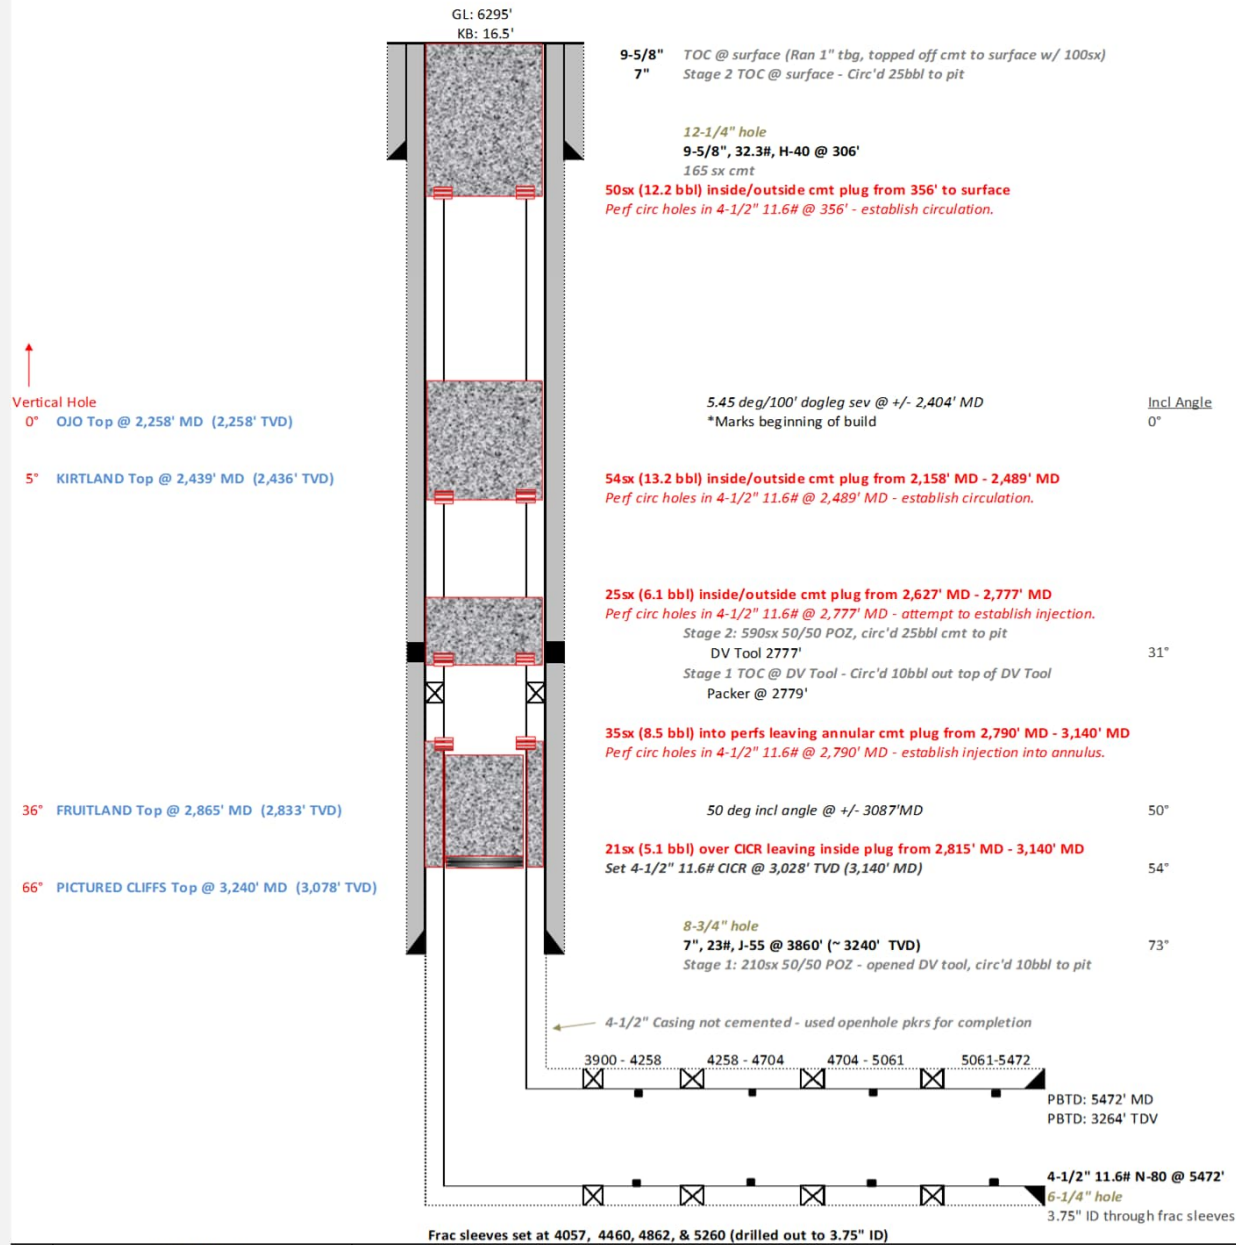 GL: 6295'
KB: 16.5'
9-5/8" TOC @ surface (Ran 1" tbg, topped off cmt to surface w/ 100sx)
7" Stage 2 TOC @ surface - Circ'd 25bbl to pit
12-1/4" hole
9-5/8", 32.3#, H-40 @ 306'
165 sx cmt
50sx (12.2 bbl) inside/outside cmt plug from 356' to surface
Perf circ holes in 4-1/2" 11.6# @ 356' - establish circulation.
Vertical Hole
5.45 deg/100' dogleg sev @ +/- 2,404' MD
Incl Angle
0° OJO Top @ 2,258' MD (2,258' TVD)
*Marks beginning of build
0°
5° KIRTLAND Top @ 2,439' MD (2,436' TVD)
54sx (13.2 bbl) inside/outside cmt plug from 2,158' MD - 2,489' MD
Perf circ holes in 4-1/2" 11.6# @ 2,489' MD - establish circulation.
25sx (6.1 bbl) inside/outside cmt plug from 2,627' MD - 2,777' MD
Perf circ holes in 4-1/2" 11.6# @ 2,777' MD - attempt to establish injection.
Stage 2: 590sx 50/50 POZ, circ'd 25bbl cmt to pit
DV Tool 2777'
31°
Stage 1 TOC @ DV Tool - Circ'd 10bbl out top of DV Tool
Packer @ 2779'
35sx (8.5 bbl) into perfs leaving annular cmt plug from 2,790' MD - 3,140' MD
Perf circ holes in 4-1/2" 11.6# @ 2,790' MD - establish injection into annulus.
36° FRUITLAND Top @ 2,865' MD (2,833' TVD)
50 deg incl angle @ +/- 3087'MD
50°
21sx (5.1 bbl) over CICR leaving inside plug from 2,815' MD - 3,140' MD
Set 4-1/2" 11.6# CICR @ 3,028' TVD (3,140' MD)
54°
66° PICTURED CLIFFS Top @ 3,240' MD (3,078' TVD)
8-3/4" hole
7", 23#, J-55 @ 3860' (~ 3240' TVD)
73°
Stage 1: 210sx 50/50 POZ - opened DV tool, circ'd 10bbl to pit
4-1/2" Casing not cemented - used openhole pkrs for completion
3900 - 4258 4258 - 4704 4704 - 5061 5061-5472
PBTD: 5472' MD
PBTD: 3264' TDV
4-1/2" 11.6# N-80 @ 5472'
6-1/4" hole
3.75" ID through frac sleeves
Frac sleeves set at 4057, 4460, 4862, & 5260 (drilled out to 3.75" ID)